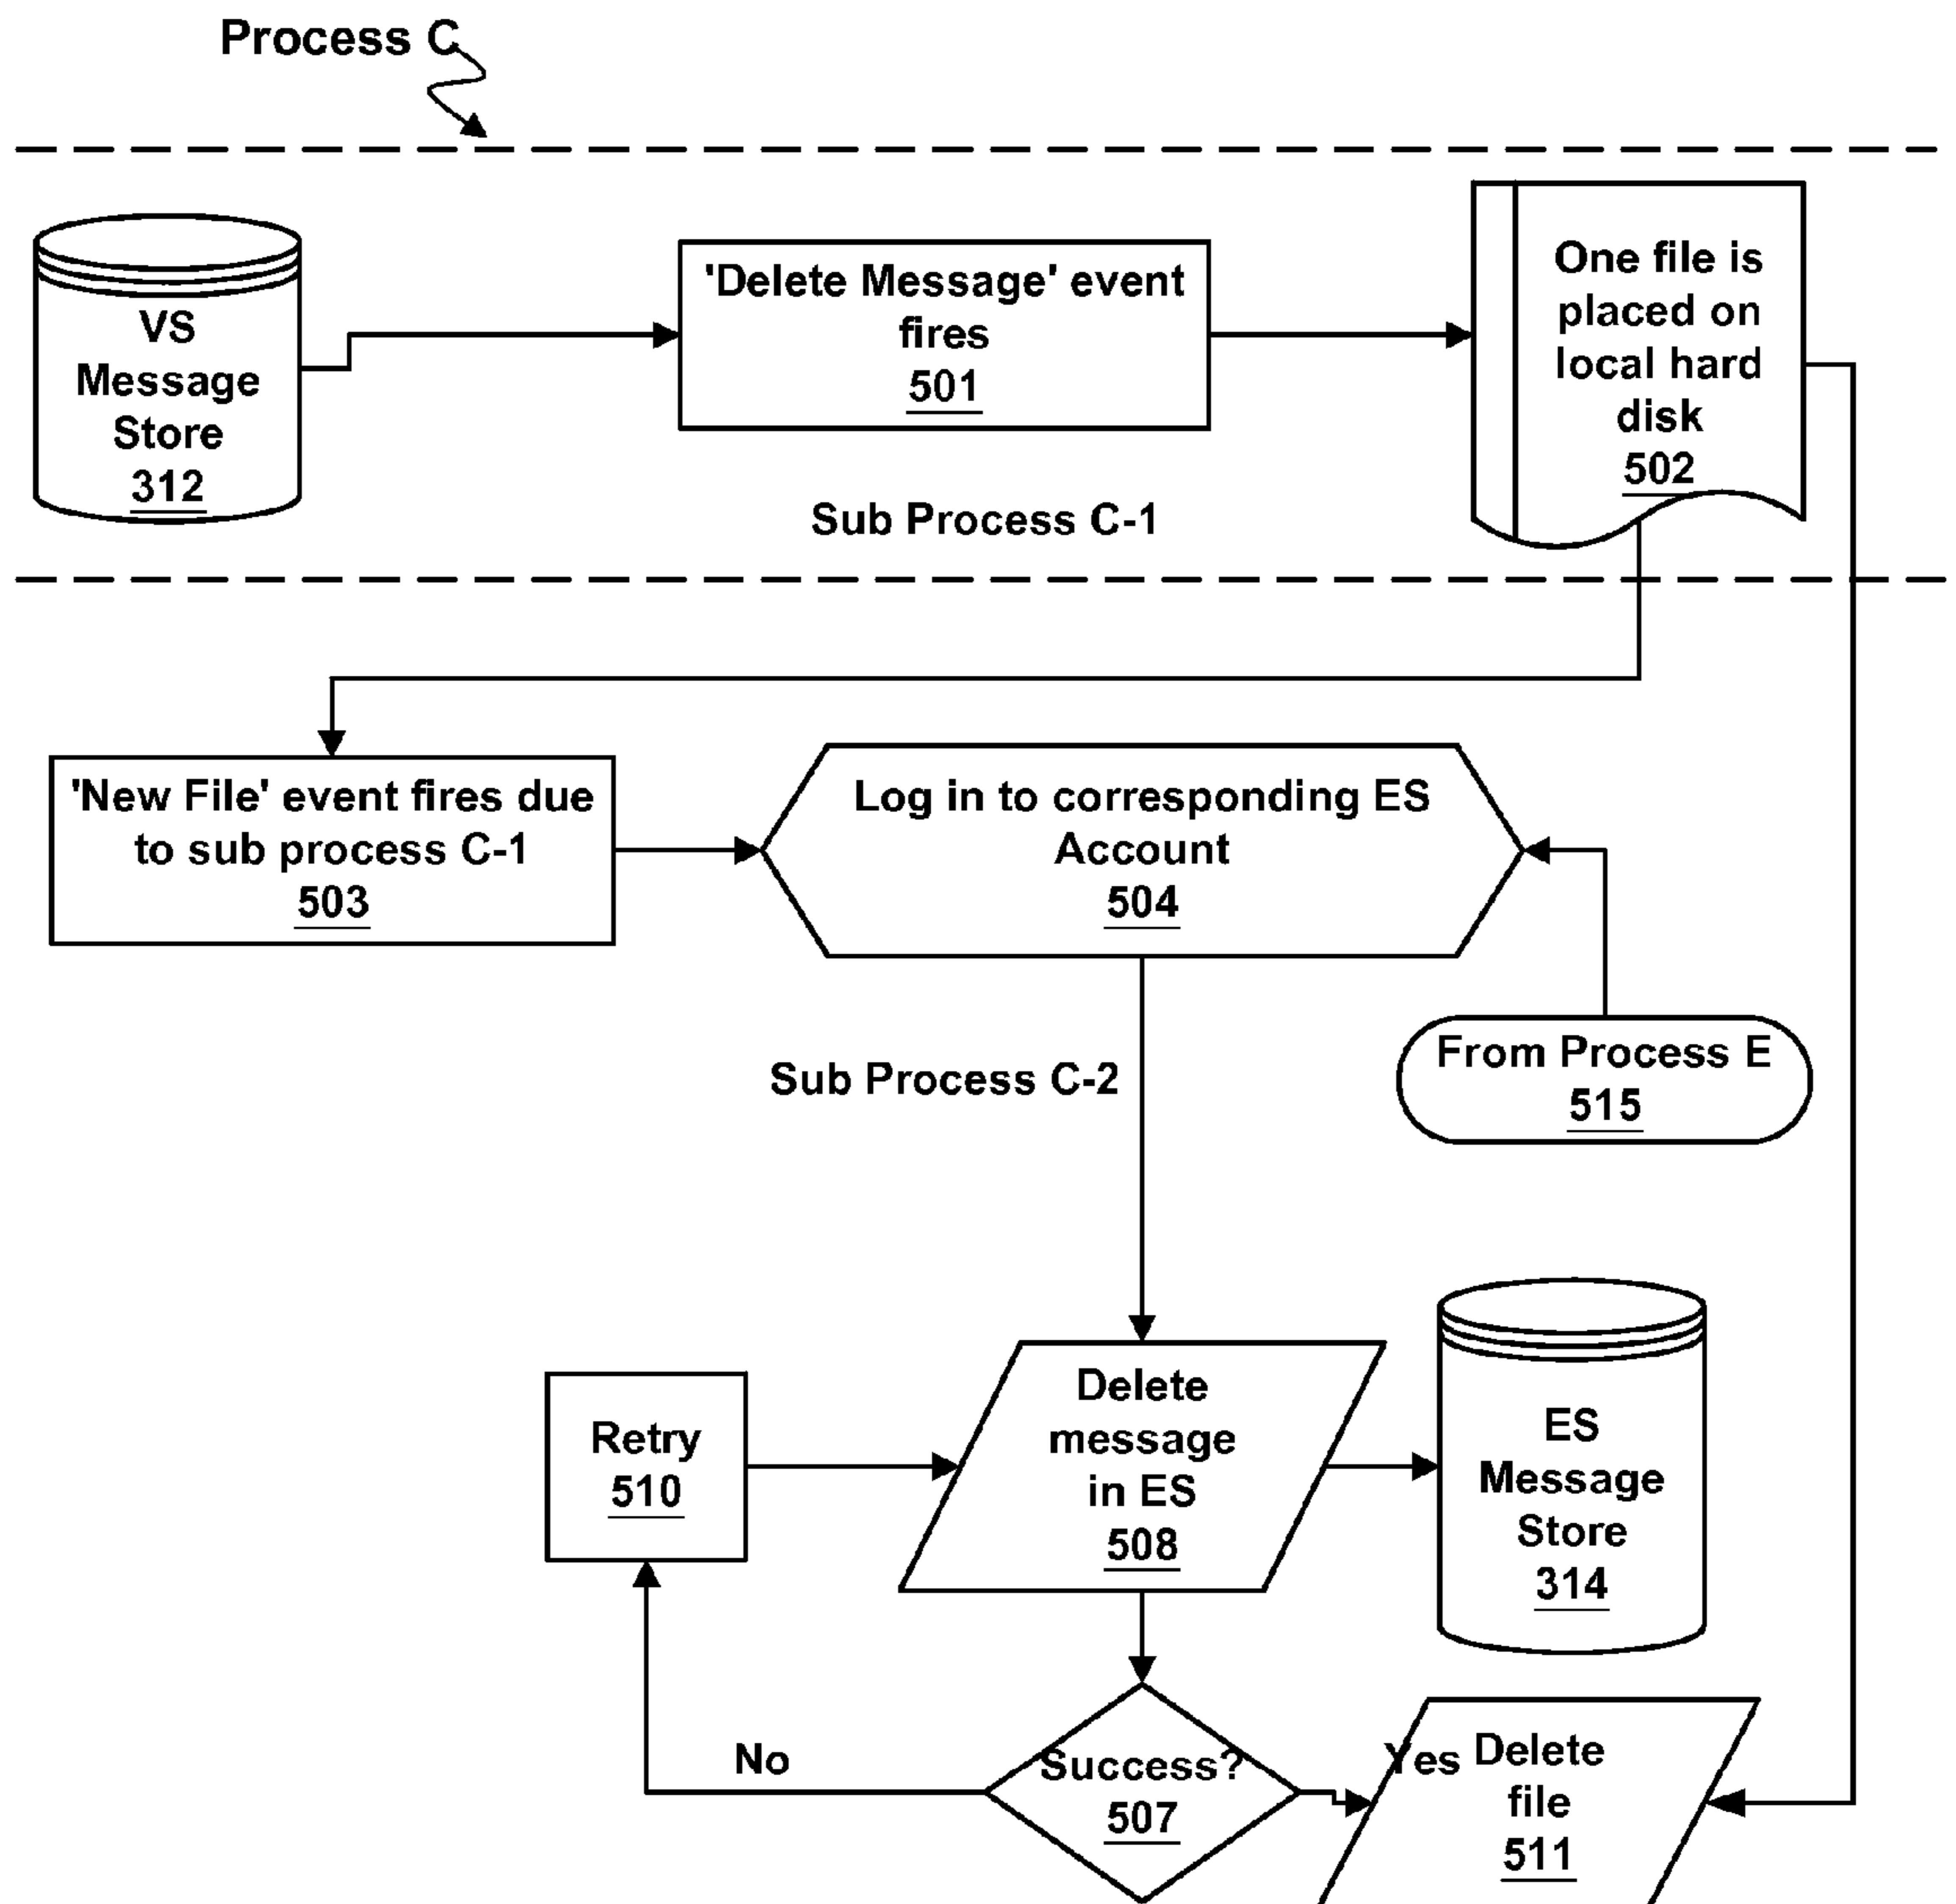 Process C
VS
Message
Store
312
'Delete Message' event
fires
501
One file is
placed on
local hard
disk
502
Sub Process C-1
'New File' event fires due
to sub process C-1
503
Log in to corresponding ES
Account
504
From Process E
515
Sub Process C-2
Retry
510
Delete
message
in ES
508
ES
Message
Store
314
No
Success?
507
Yes
Delete
file
511